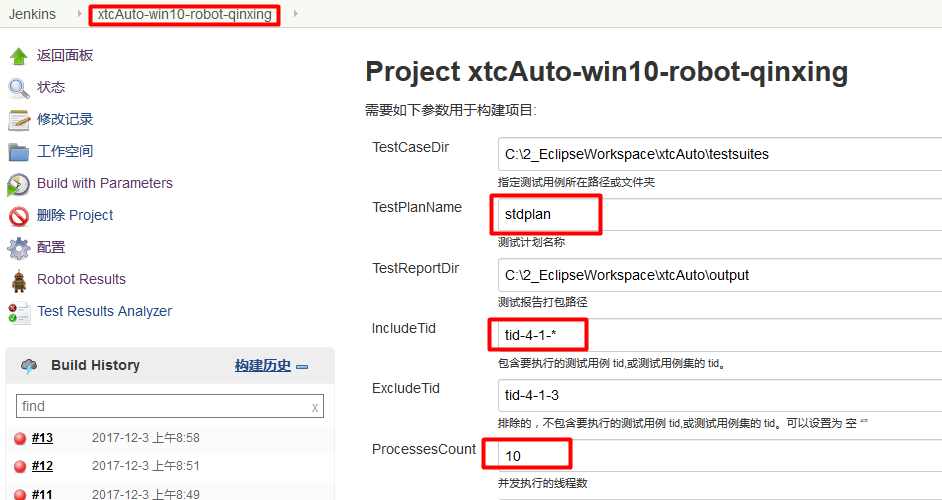 Jenkins
xtcAuto-win10-robot-qinxing
返回面板
状态
修改记录
工作空间
Build with Parameters
删除 Project
配置
Robot Results
Test Results Analyzer
Build History
构建历史
find
x
#13
2017-12-3 上午8:58
#12
2017-12-3 上午8:51
#11
2017-12-3 上午8:49
Project xtcAuto-win10-robot-qinxing
需要如下参数用于构建项目:
TestCaseDir
C:\2_EclipseWorkspace\xtcAuto\testsuites
指定测试用例所在路径或文件夹
TestPlanName
stdplan
测试计划名称
TestReportDir
C:\2_EclipseWorkspace\xtcAuto\output
测试报告打包路径
IncludeTid
tid-4-1-*
包含要执行的测试用例 tid,或测试用例集的 tid。
ExcludeTid
tid-4-1-3
排除的，不包含要执行的测试用例 tid,或测试用例集的 tid。可以设置为 空 “”
ProcessesCount
10
并发执行的线程数